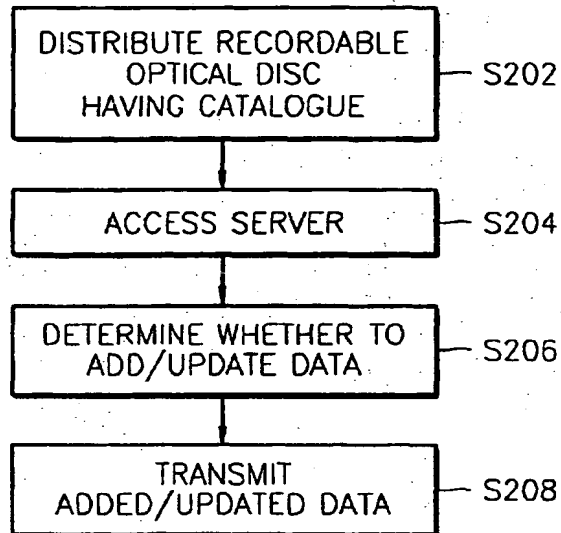 DISTRIBUTE RECORDABLE
OPTICAL DISC
HAVING CATALOGUE
S202
ACCESS SERVER
S204
DETERMINE WHETHER TO
ADD/UPDATE DATA
S206
TRANSMIT
ADDED/UPDATED DATA
S208